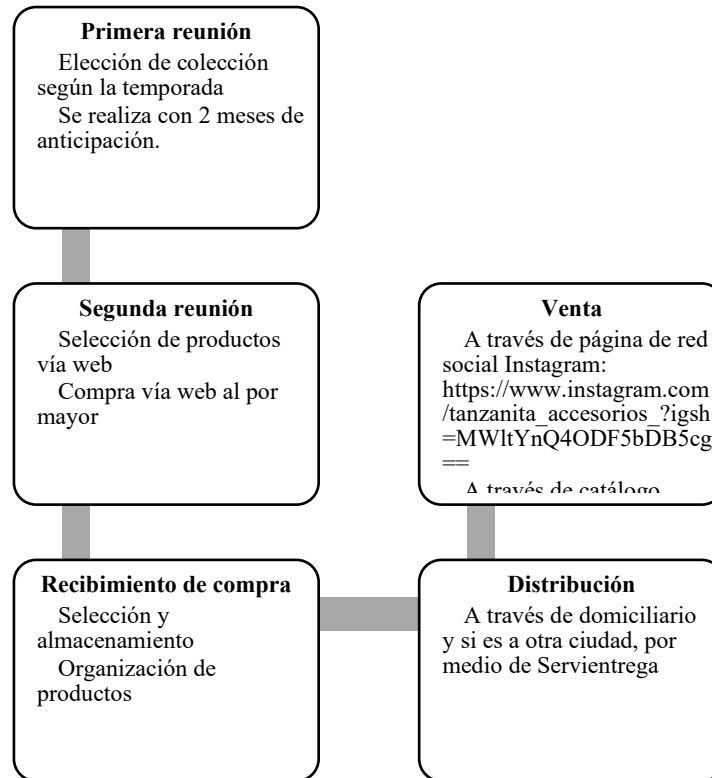 Primera reunión
Elección de colección
según la temporada
Se realiza con 2 meses de
anticipación.
Segunda reunión
Selección de productos
vía web
Compra vía web al por
mayor
Recibimiento de compra
Selección y
almacenamiento
Organización de
productos
Distribución
A través de domiciliario
y si es a otra ciudad, por
medio de Servientrega
Venta
A través de página de red
social Instagram:
https://www.instagram.com
/tanzanita_accesorios_?igsh
=MWltYnQ4ODF5bDB5cg
==
A través de catálogo